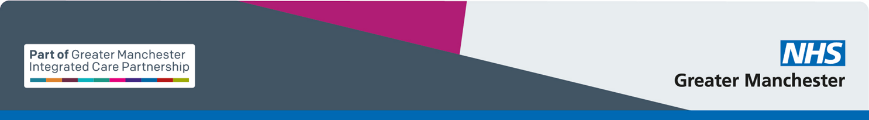 Part of Greater Manchester
Integrated Care Partnership
NHS
Greater Manchester